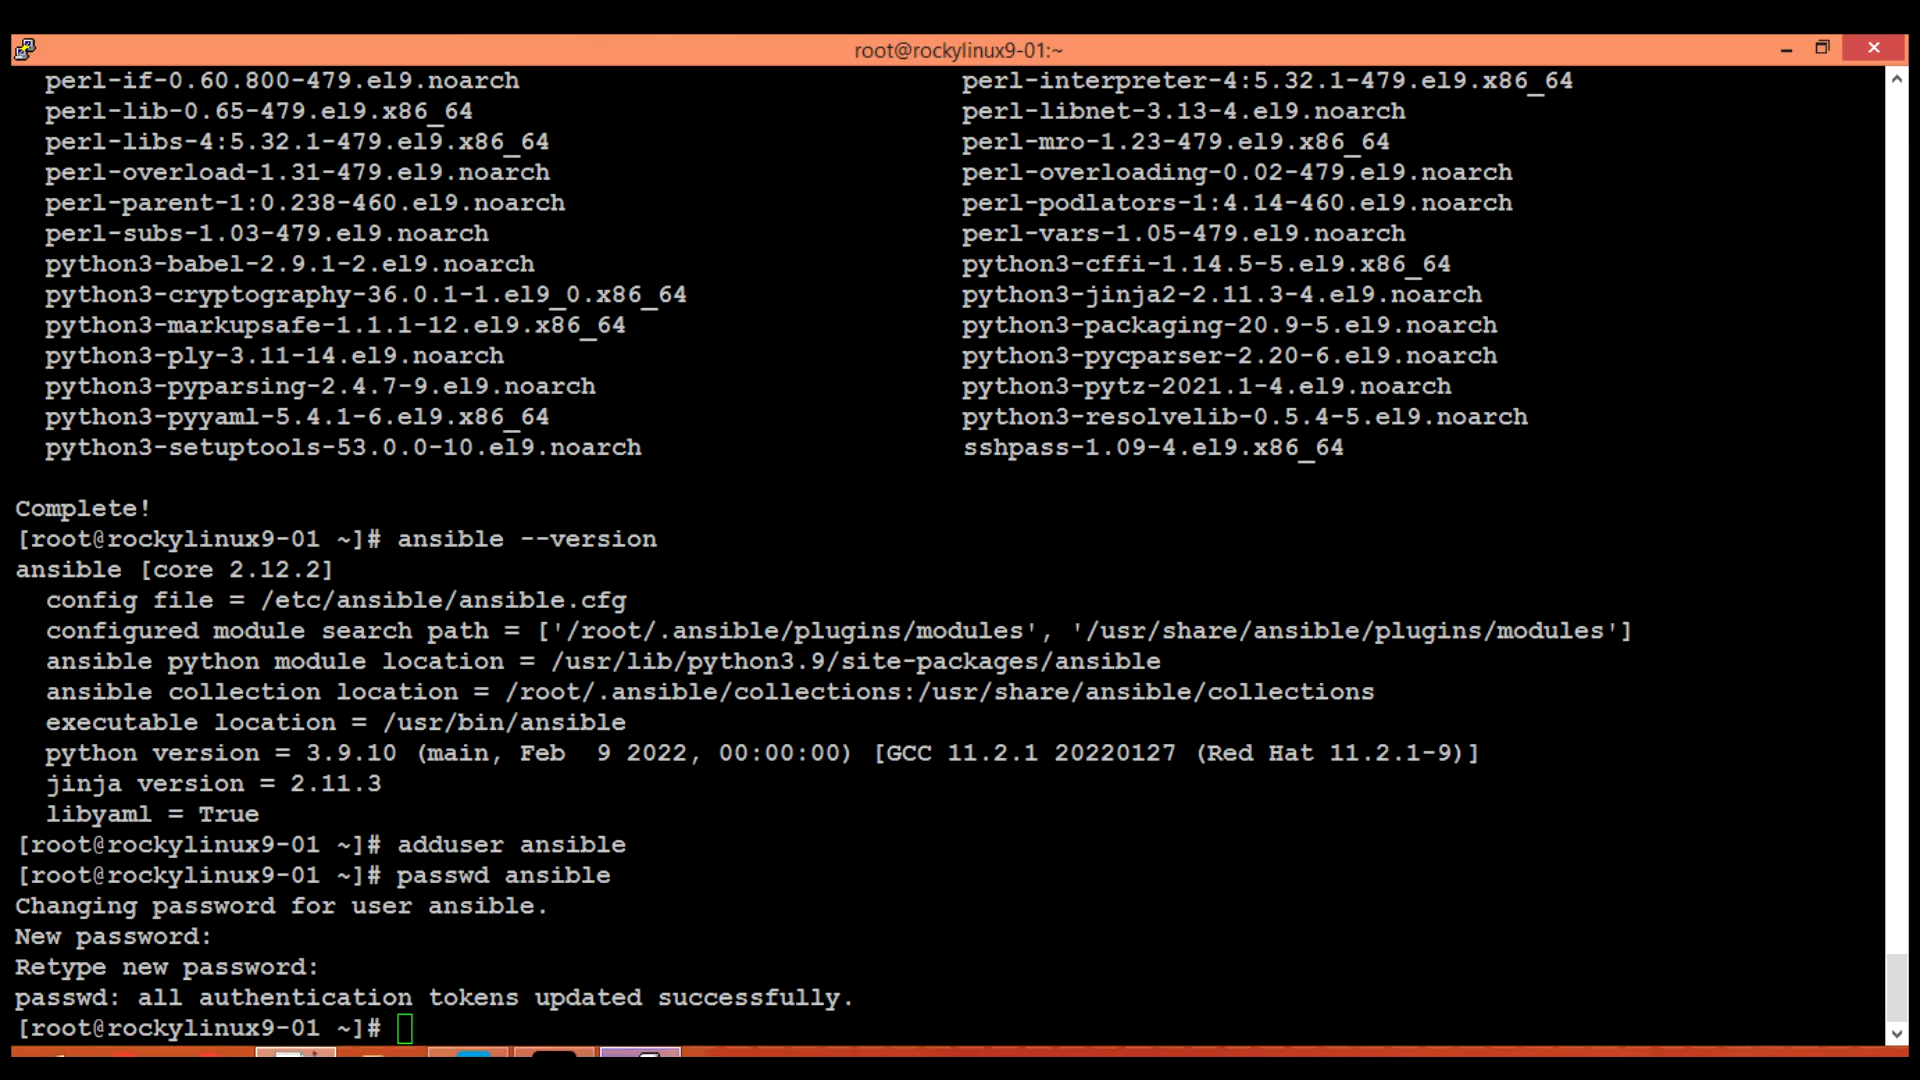 root@rockylinux9-01:~
perl-if-0.60.800-479.el9.noarch perl-interpreter-4:5.32.1-479.el9.x86_64
perl-lib-0.65-479.el9.x86_64 perl-libnet-3.13-4.el9.noarch
perl-libs-4:5.32.1-479.el9.x86_64 perl-mro-1.23-479.el9.x86_64
perl-overload-1.31-479.el9.noarch perl-overloading-0.02-479.el9.noarch
perl-parent-1:0.238-460.el9.noarch perl-podlators-1:4.14-460.el9.noarch
perl-subs-1.03-479.el9.noarch perl-vars-1.05-479.el9.noarch
python3-babel-2.9.1-2.el9.noarch python3-cffi-1.14.5-5.el9.x86_64
python3-cryptography-36.0.1-1.el9_0.x86_64 python3-jinja2-2.11.3-4.el9.noarch
python3-markupsafe-1.1.1-12.el9.x86_64 python3-packaging-20.9-5.el9.noarch
python3-ply-3.11-14.el9.noarch python3-pycparser-2.20-6.el9.noarch
python3-pyparsing-2.4.7-9.el9.noarch python3-pytz-2021.1-4.el9.noarch
python3-pyyaml-5.4.1-6.el9.x86_64 python3-resolvelib-0.5.4-5.el9.noarch
python3-setuptools-53.0.0-10.el9.noarch sshpass-1.09-4.el9.x86_64
Complete!
[root@rockylinux9-01 ~]# ansible --version
ansible [core 2.12.2]
config file = /etc/ansible/ansible.cfg
configured module search path = ['/root/.ansible/plugins/modules', '/usr/share/ansible/plugins/modules']
ansible python module location = /usr/lib/python3.9/site-packages/ansible
ansible collection location = /root/.ansible/collections:/usr/share/ansible/collections
executable location = /usr/bin/ansible
python version = 3.9.10 (main, Feb  9 2022, 00:00:00) [GCC 11.2.1 20220127 (Red Hat 11.2.1-9)]
jinja version = 2.11.3
libyaml = True
[root@rockylinux9-01 ~]# adduser ansible
[root@rockylinux9-01 ~]# passwd ansible
Changing password for user ansible.
New password:
Retype new password:
passwd: all authentication tokens updated successfully.
[root@rockylinux9-01 ~]#